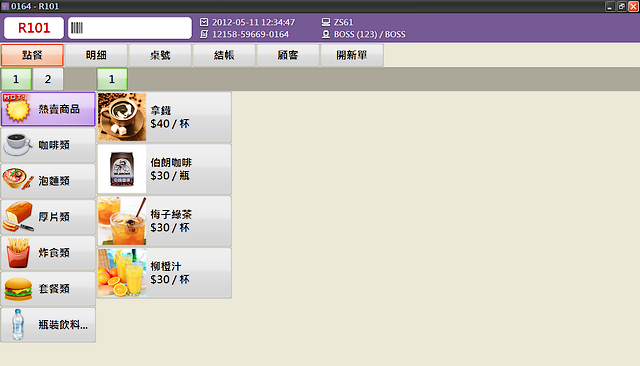 0164 - R101
R101
2012-05-11 12:34:47
ZS61
12158-59669-0164
BOSS (123) / BOSS
點餐
明細
桌號
結帳
顧客
開新單
1
2
1
熱賣商品
咖啡類
泡麵類
厚片類
炸食類
套餐類
瓶裝飲料...
拿鐵
$40 / 杯
伯朗咖啡
$30 / 瓶
梅子綠茶
$30 / 杯
柳橙汁
$30 / 杯